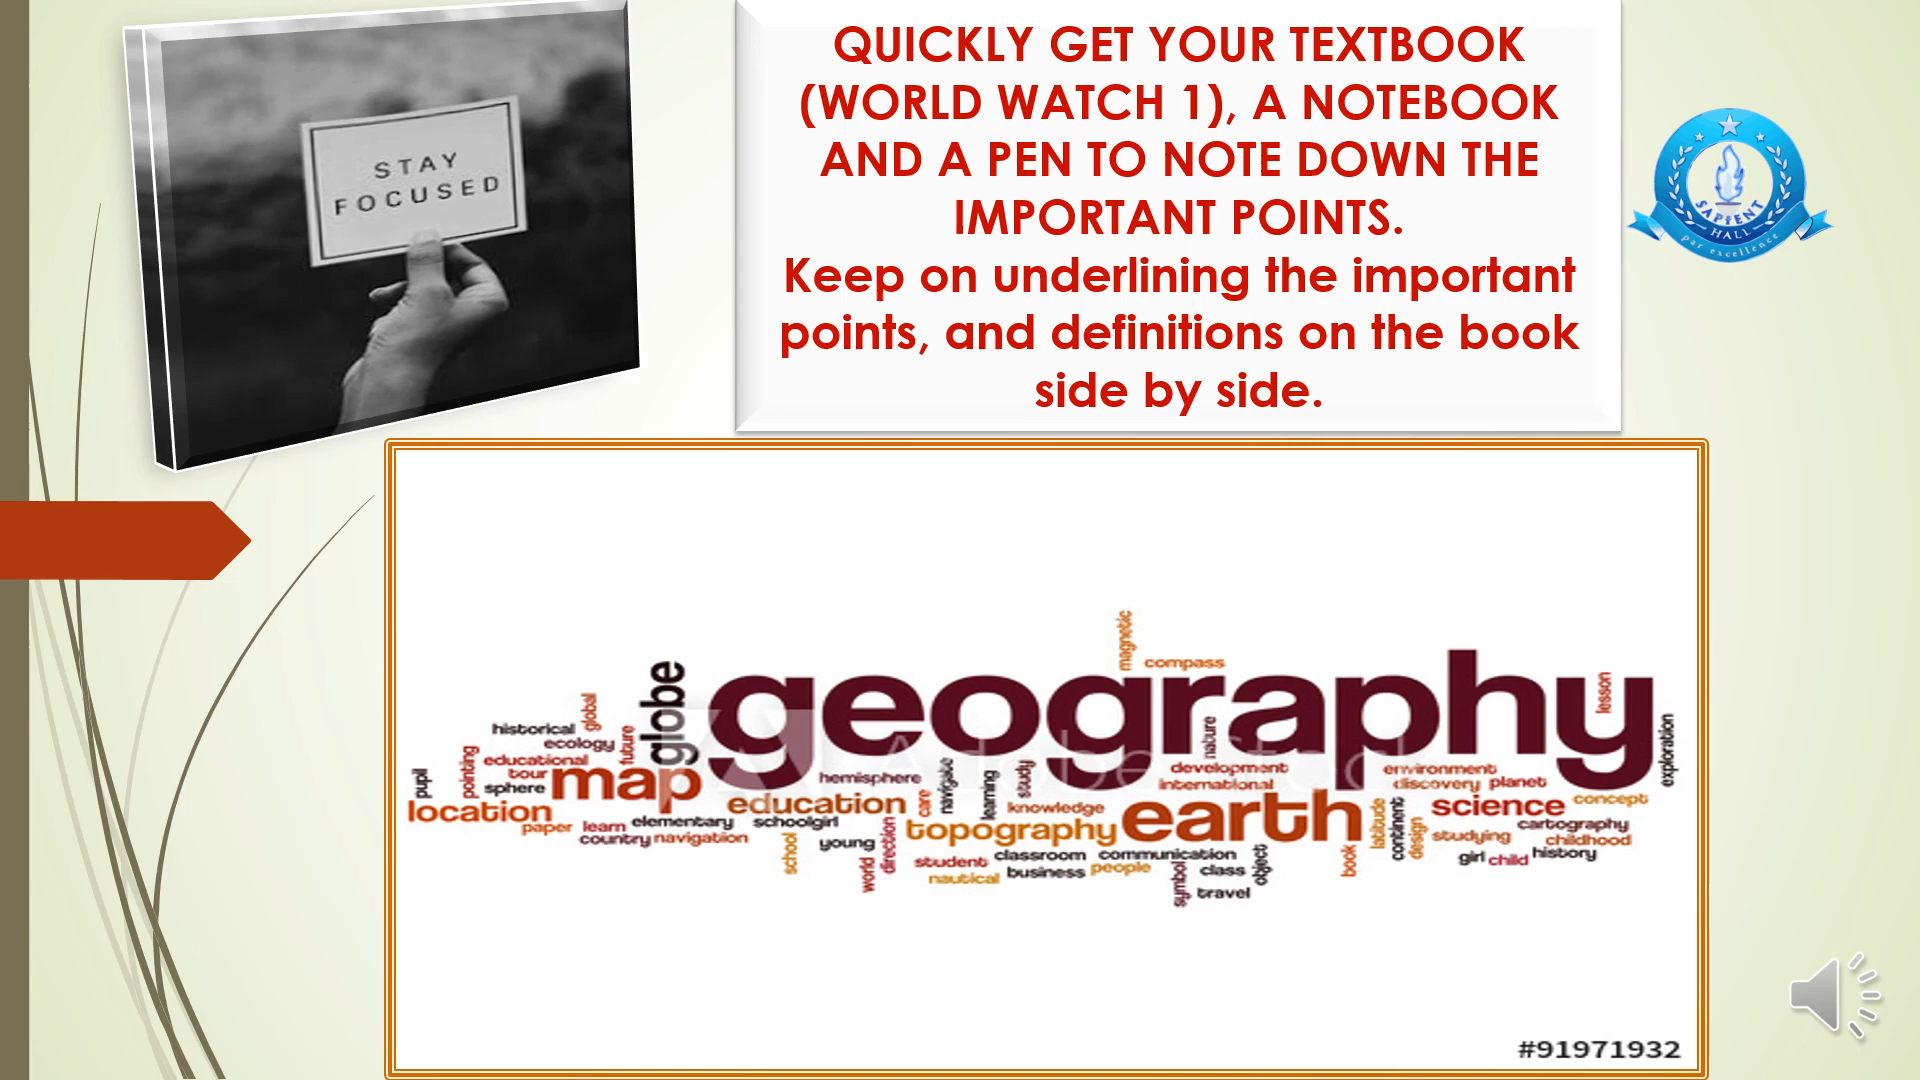 STAY
FOCUSED
QUICKLY GET YOUR TEXTBOOK
(WORLD WATCH 1), A NOTEBOOK
AND A PEN TO NOTE DOWN THE
IMPORTANT POINTS.
Keep on underlining the important
points, and definitions on the book
side by side.
SAPIENT
HALL
par excellence
magnetic
compass
geography
globe
lesson
global
historical
future
ecology
nature
exploration
educational
pointing
tour
sphere
map
pupil
location
hemisphere
navigate
study
learning
development
international
environment
discovery
planet
education
care
knowledge
earth
science
concept
paper
learn
elementary
schoolgirl
country
navigation
topography
latitude
continent
design
cartography
studying
childhood
school
young
direction
world
student
classroom
communication
object
book
girl
child
history
nautical
business
people
symbol
class
travel
Adobe Stock
#91971932